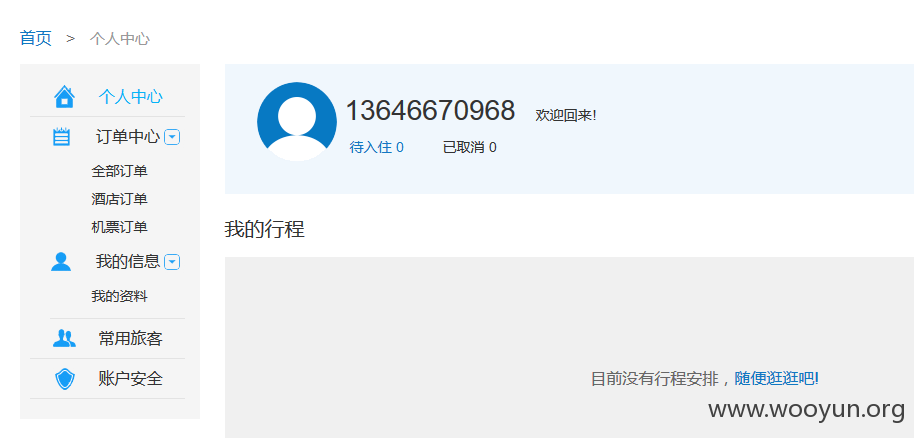 首页 > 个人中心
个人中心
订单中心
全部订单
酒店订单
机票订单
我的信息
我的资料
常用旅客
账户安全
13646670968 欢迎回来!
待入住 0 已取消 0
我的行程
目前没有行程安排，随便逛逛吧!
www.wooyun.org